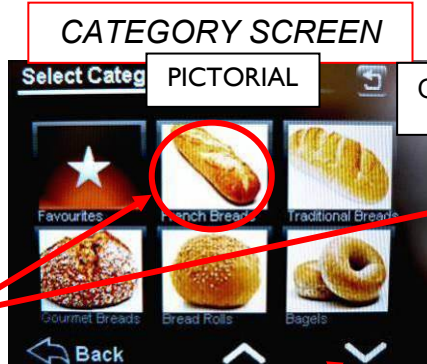 CATEGORY SCREEN
Select Categ
PICTORIAL
Favourites
French Breads
Traditional Breads
Gourmet Breads
Bread Rolls
Bagels
Back